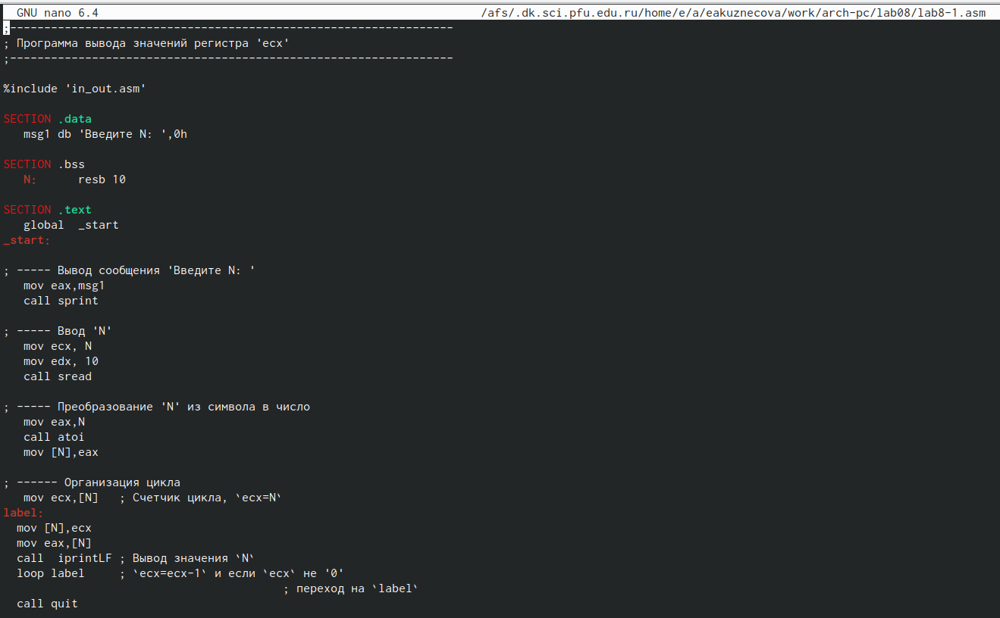 GNU nano 6.4 /afs/.dk.sci.pfu.edu.ru/home/e/a/eakuznecova/work/arch-pc/lab08/lab8-1.asm
;-----------------------------------------------------------------
; Программа вывода значений регистра 'ecx'
;-----------------------------------------------------------------
%include 'in_out.asm'
SECTION .data
msg1 db 'Введите N: ',0h
SECTION .bss
N: resb 10
SECTION .text
global _start
_start:
; ----- Вывод сообщения 'Введите N: '
mov eax,msg1
call sprint
; ----- Ввод 'N'
mov ecx, N
mov edx, 10
call sread
; ----- Преобразование 'N' из символа в число
mov eax,N
call atoi
mov [N],eax
; ------ Организация цикла
mov ecx,[N] ; Счетчик цикла, `ecx=N`
label:
mov [N],ecx
mov eax,[N]
call iprintLF ; Вывод значения `N`
loop label ; `ecx=ecx-1` и если `ecx` не '0'
; переход на `label`
call quit